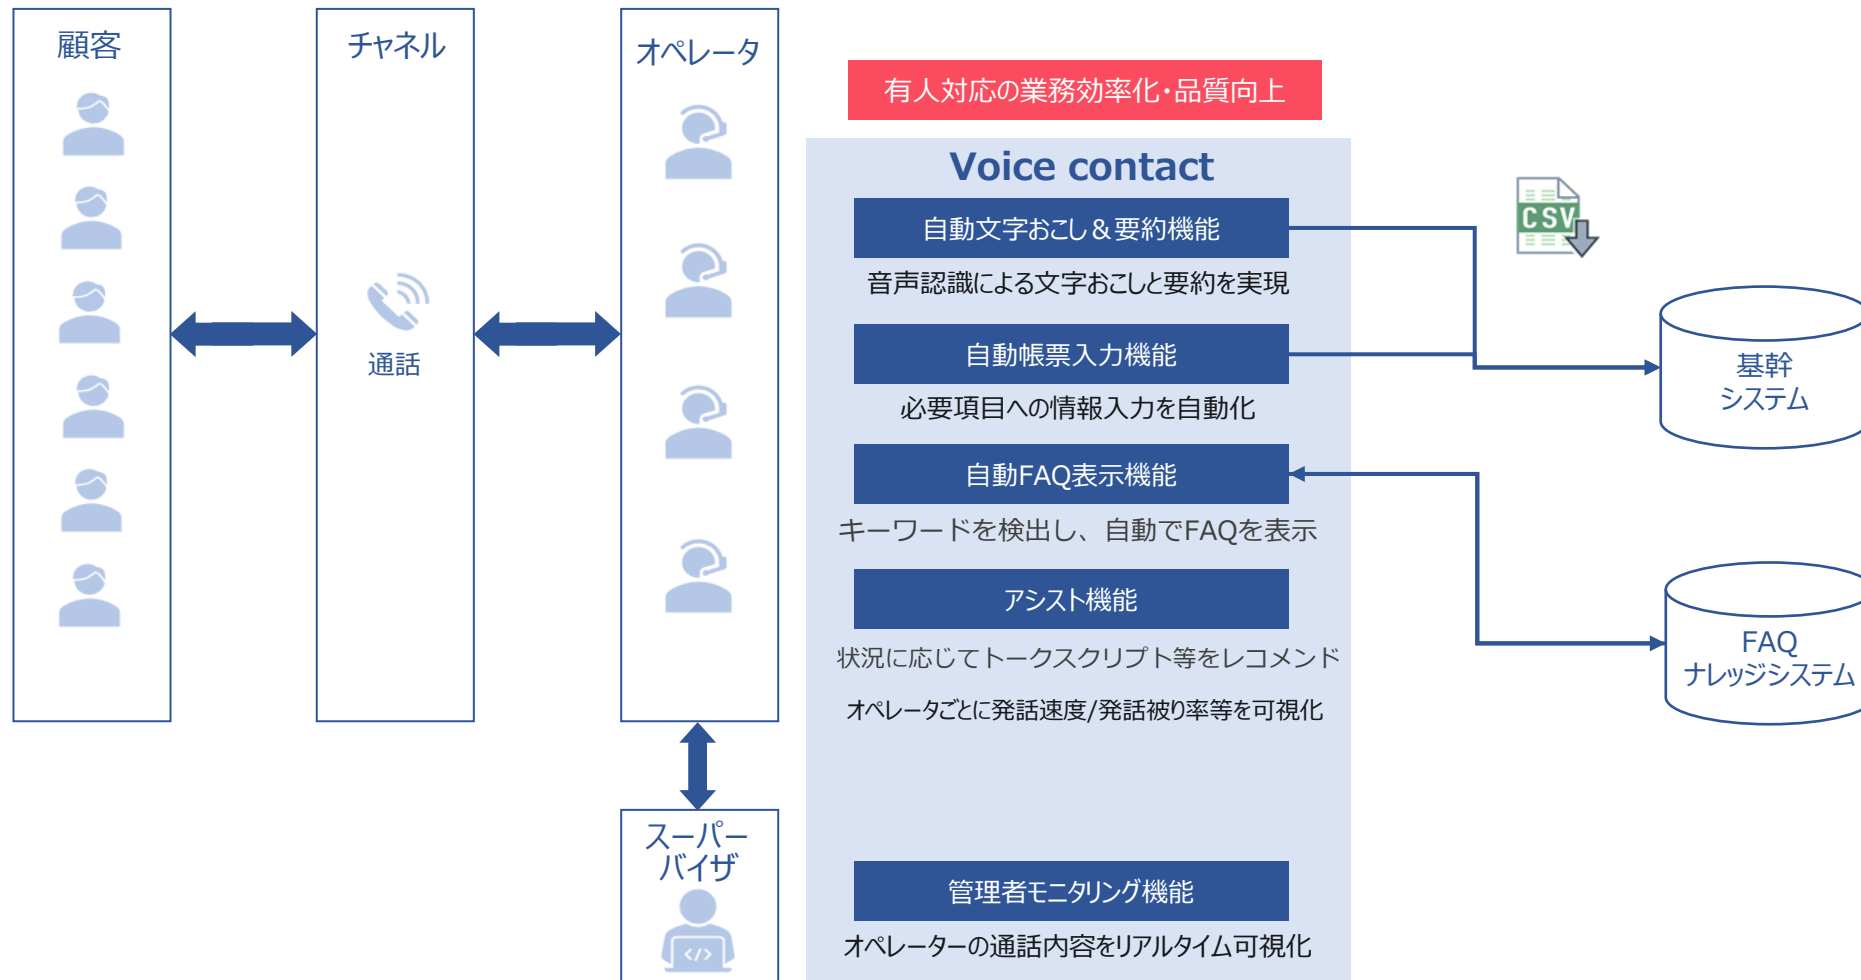 顧客
チャネル
通話
オペレータ
スーパー
バイザ
</>
有人対応の業務効率化・品質向上
Voice contact
自動文字おこし＆要約機能
音声認識による文字おこしと要約を実現
自動帳票入力機能
必要項目への情報入力を自動化
自動FAQ表示機能
キーワードを検出し、自動でFAQを表示
アシスト機能
状況に応じてトークスクリプト等をレコメンド
オペレータごとに発話速度/発話被り率等を可視化
管理者モニタリング機能
オペレーターの通話内容をリアルタイム可視化
CSV
基幹
システム
FAQ
ナレッジシステム